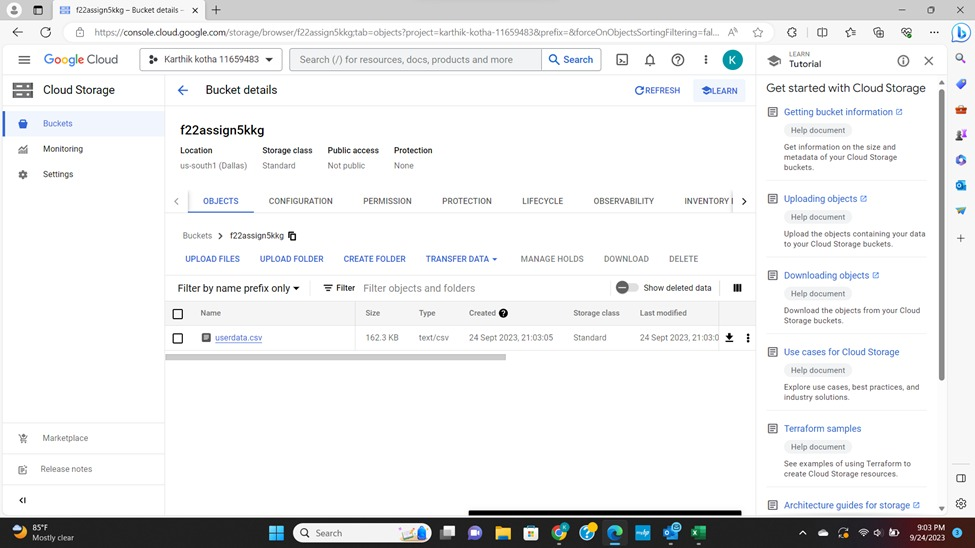 f22assign5kkg – Bucket details -
https://console.cloud.google.com/storage/browser/f22assign5kkg;tab=objects?project=karthik-kotha-11659483&prefix=&forceOnObjectsSortingFiltering=fal...
Google Cloud
Karthik kotha 11659483
Search (/) for resources, docs, products and more
Search
K
LEARN
Tutorial
Cloud Storage
Bucket details
REFRESH
LEARN
Buckets
Monitoring
Settings
Marketplace
Release notes
f22assign5kkg
Location
Storage class
Public access
Protection
us-south1 (Dallas)
Standard
Not public
None
OBJECTS
CONFIGURATION
PERMISSION
PROTECTION
LIFECYCLE
OBSERVABILITY
INVENTORY
Buckets
f22assign5kkg
UPLOAD FILES
UPLOAD FOLDER
CREATE FOLDER
TRANSFER DATA
MANAGE HOLDS
DOWNLOAD
DELETE
Filter by name prefix only
Filter
Filter objects and folders
Show deleted data
Name
Size
Type
Created
Storage class
Last modified
userdata.csv
162.3 KB
text/csv
24 Sept 2023, 21:03:05
Standard
24 Sept 2023, 21:03:0
Get started with Cloud Storage
Getting bucket information
Help document
Get information on the size and
metadata of your Cloud Storage
buckets.
Uploading objects
Help document
Upload the objects containing your data
to your Cloud Storage buckets.
Downloading objects
Help document
Download the objects from your Cloud
Storage buckets.
Use cases for Cloud Storage
Help document
Explore use cases, best practices, and
industry solutions.
Terraform samples
Help document
See examples of using Terraform to
create Cloud Storage resources.
Architecture guides for storage
85°F
Mostly clear
Search
9:03 PM
9/24/2023